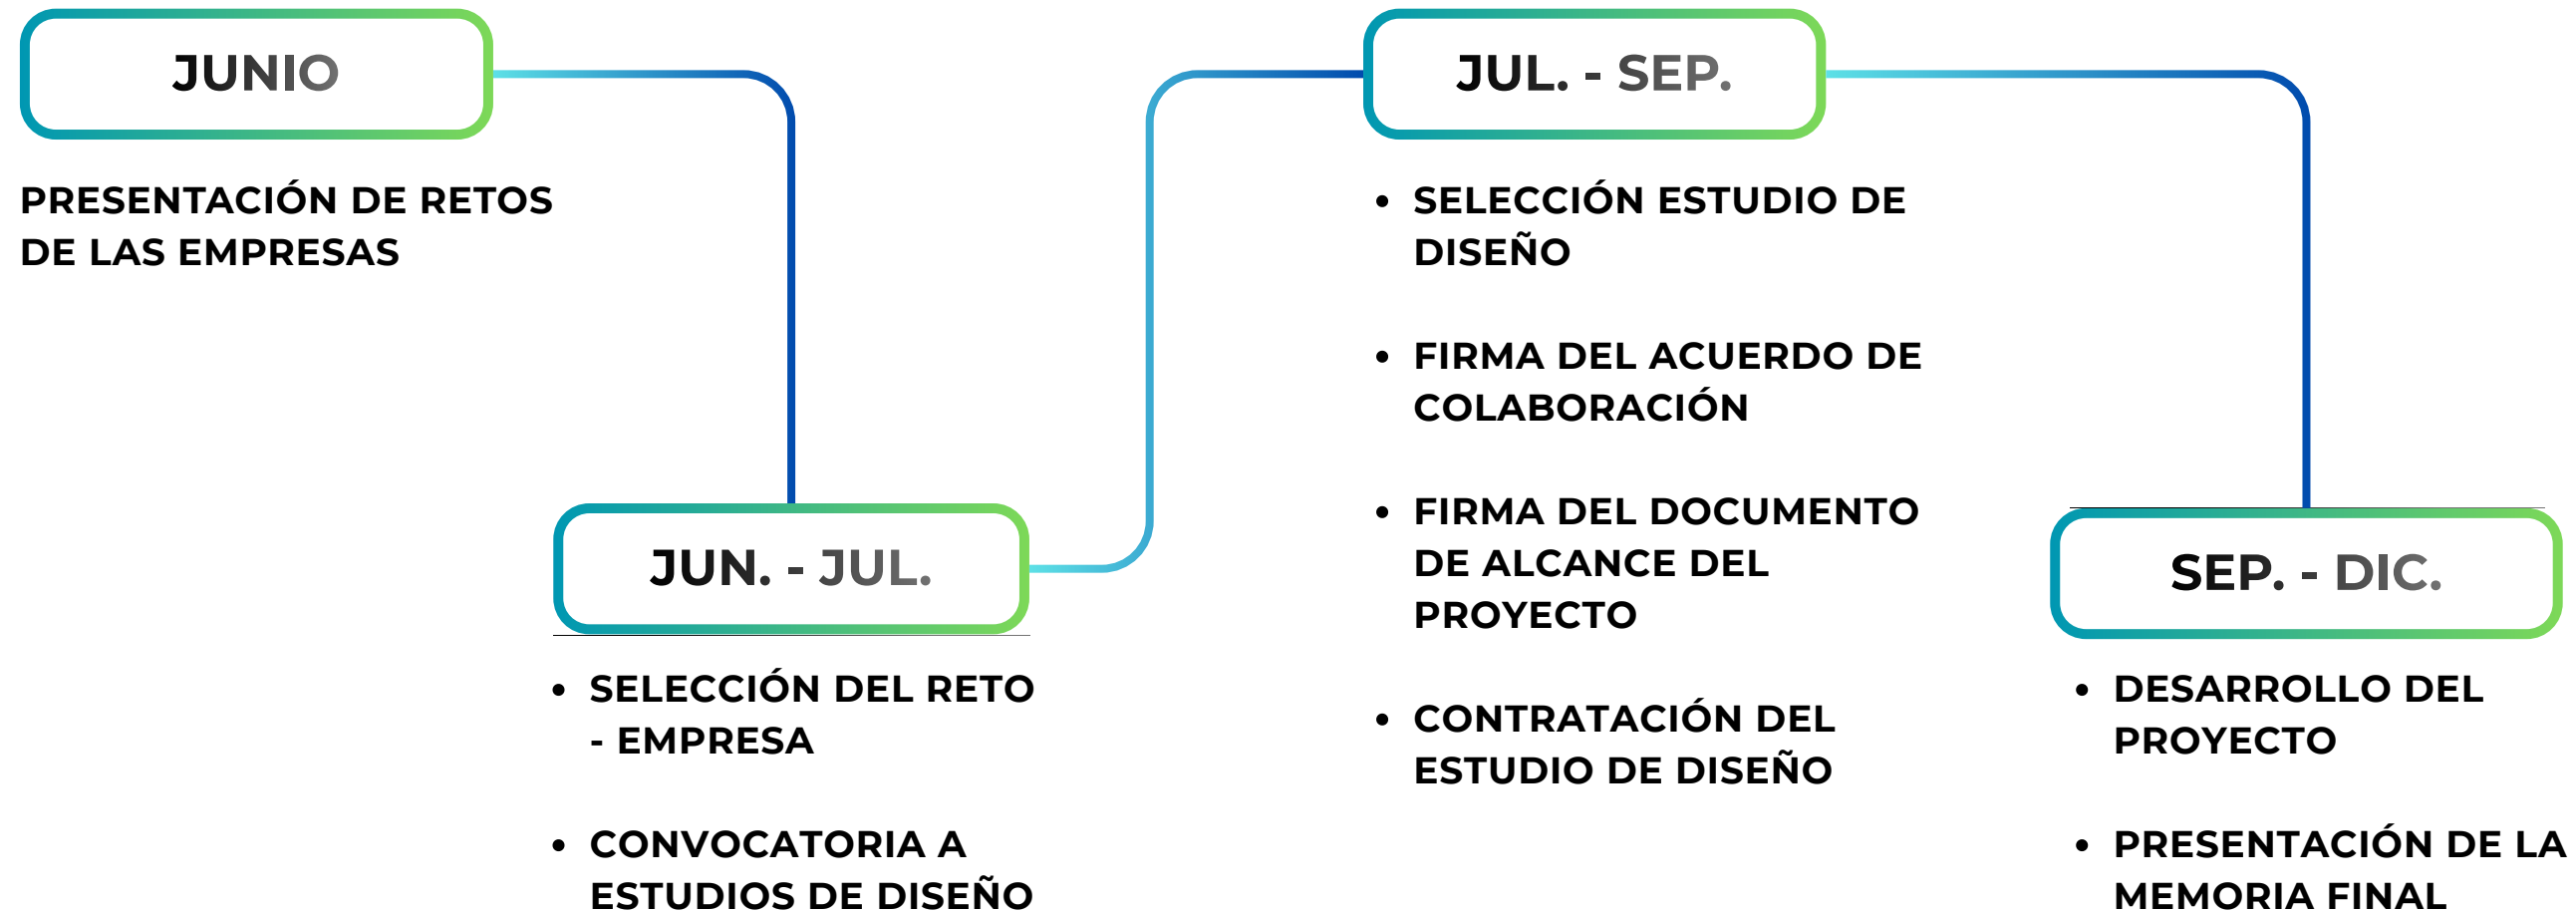 JUNIO
PRESENTACIÓN DE RETOS
DE LAS EMPRESAS
JUN. - JUL.
• SELECCIÓN DEL RETO
- EMPRESA
• CONVOCATORIA A
ESTUDIOS DE DISEÑO
JUL. - SEP.
• SELECCIÓN ESTUDIO DE
DISEÑO
• FIRMA DEL ACUERDO DE
COLABORACIÓN
• FIRMA DEL DOCUMENTO
DE ALCANCE DEL
PROYECTO
• CONTRATACIÓN DEL
ESTUDIO DE DISEÑO
SEP. - DIC.
• DESARROLLO DEL
PROYECTO
• PRESENTACIÓN DE LA
MEMORIA FINAL